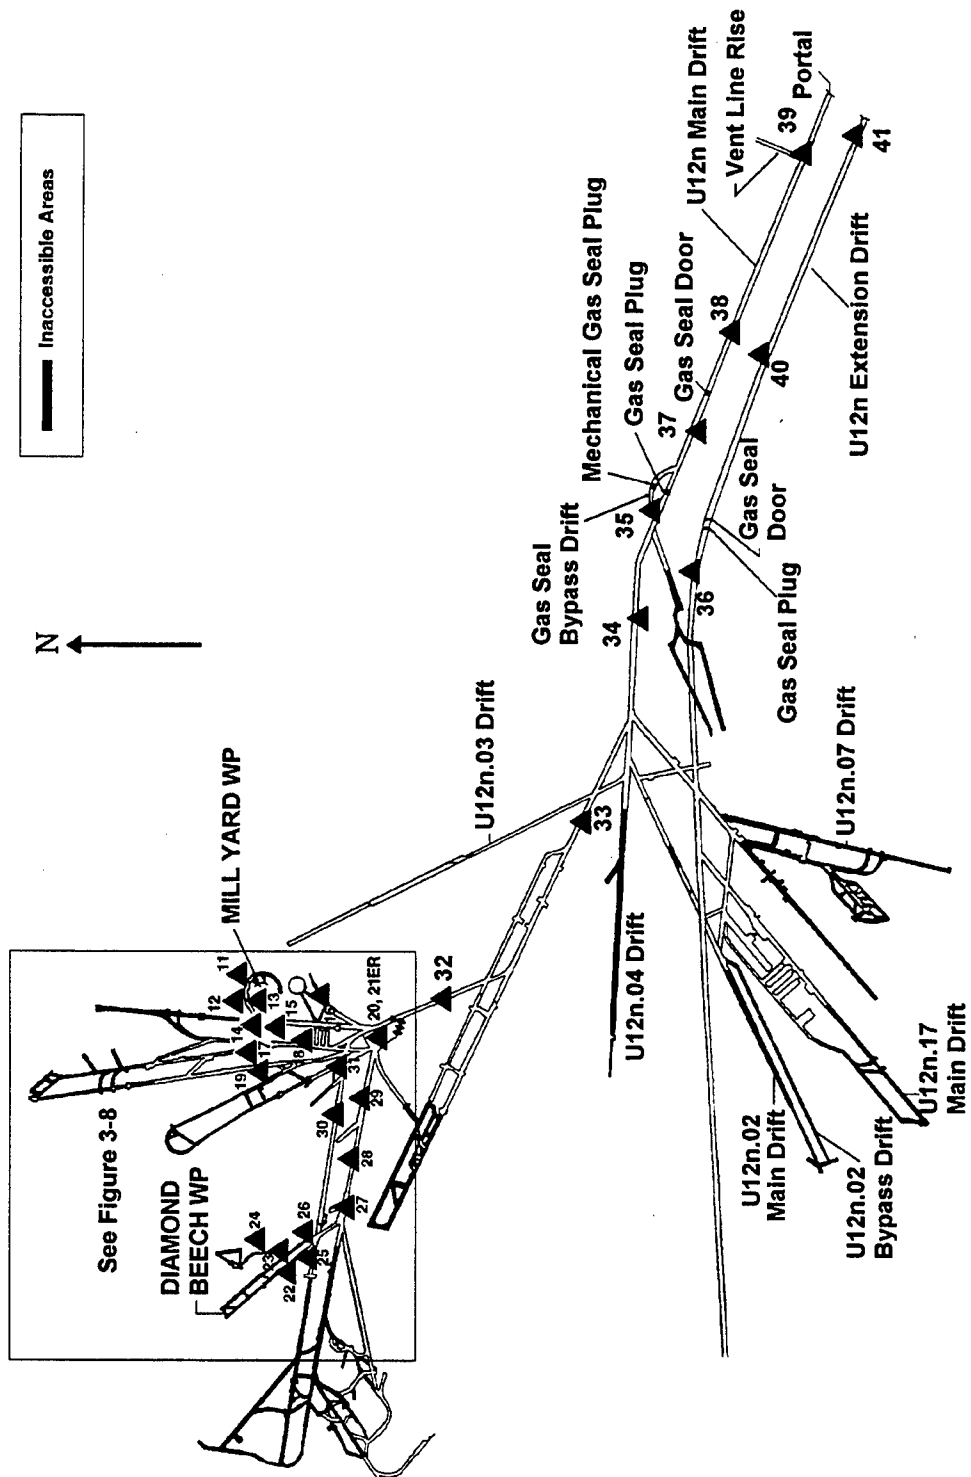 Inaccessible Areas
N
See Figure 3-8
DIAMOND
BEECH WP
MILL YARD WP
11
12
13
14
15
16
17
18
19
20, 21ER
22
23
24
25
26
27
28
29
30
31
32
33
34
35
36
37
38
39
40
41
U12n.03 Drift
U12n.04 Drift
Gas Seal
Bypass Drift
Mechanical Gas Seal Plug
Gas Seal Plug
Gas Seal Door
U12n Main Drift
Vent Line Rise
Portal
U12n Extension Drift
Gas Seal
Door
Gas Seal Plug
U12n.07 Drift
U12n.17
Main Drift
U12n.02
Main Drift
U12n.02
Bypass Drift